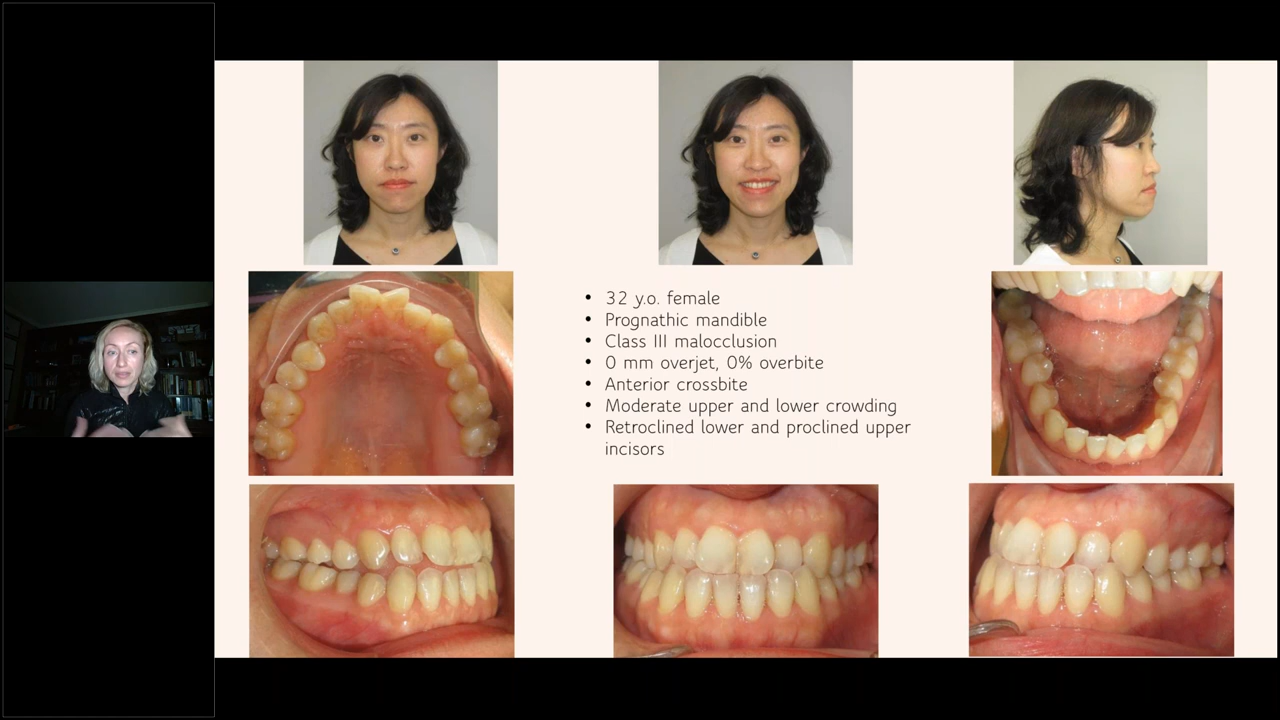 • 32 y.o. female
• Prognathic mandible
• Class III malocclusion
• 0 mm overjet, 0% overbite
• Anterior crossbite
• Moderate upper and lower crowding
• Retroclined lower and proclined upper
incisors